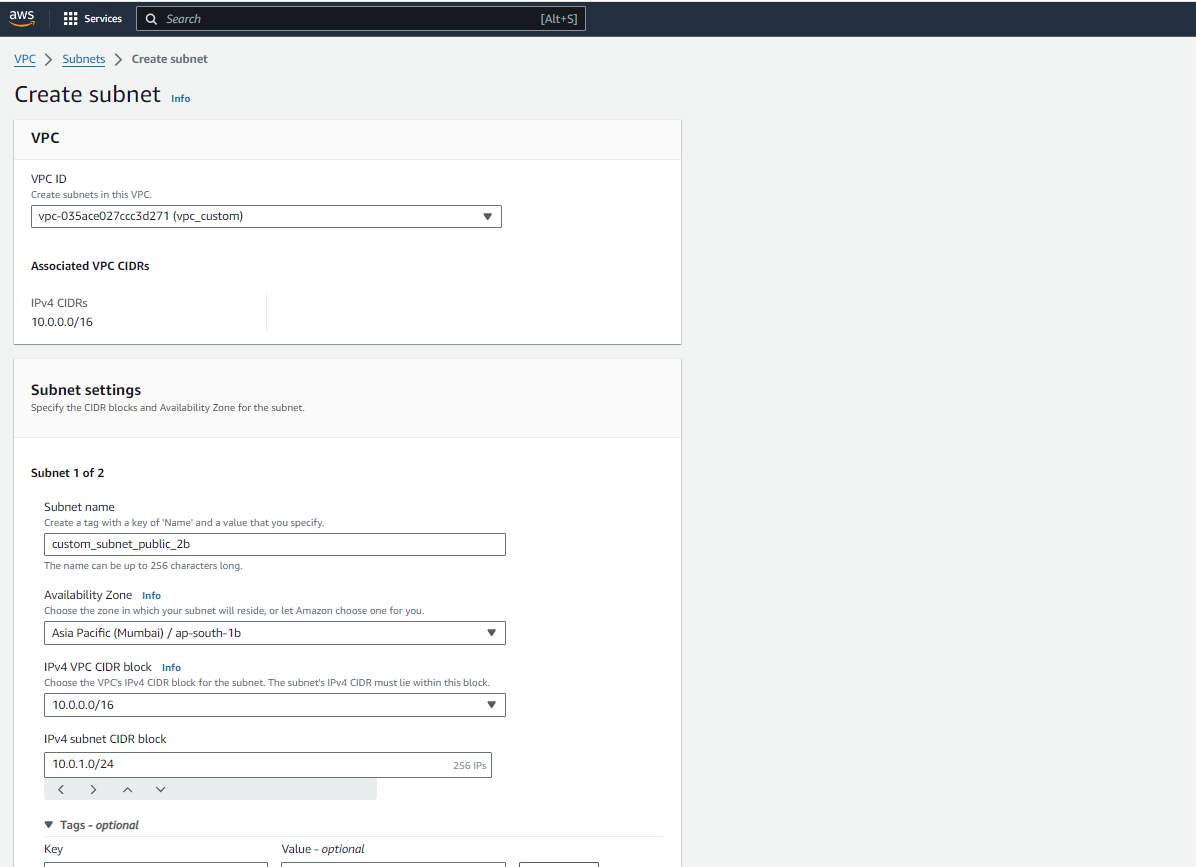 aws Services Search [Alt+S]
VPC > Subnets > Create subnet
Create subnet Info
VPC
VPC ID
Create subnets in this VPC.
vpc-035ace027ccc3d271 (vpc_custom)
Associated VPC CIDRs
IPv4 CIDRs
10.0.0.0/16
Subnet settings
Specify the CIDR blocks and Availability Zone for the subnet.
Subnet 1 of 2
Subnet name
Create a tag with a key of 'Name' and a value that you specify.
custom_subnet_public_2b
The name can be up to 256 characters long.
Availability Zone Info
Choose the zone in which your subnet will reside, or let Amazon choose one for you.
Asia Pacific (Mumbai) / ap-south-1b
IPv4 VPC CIDR block Info
Choose the VPC's IPv4 CIDR block for the subnet. The subnet's IPv4 CIDR must lie within this block.
10.0.0.0/16
IPv4 subnet CIDR block
10.0.1.0/24 256 IPs
Tags - optional
Key Value - optional